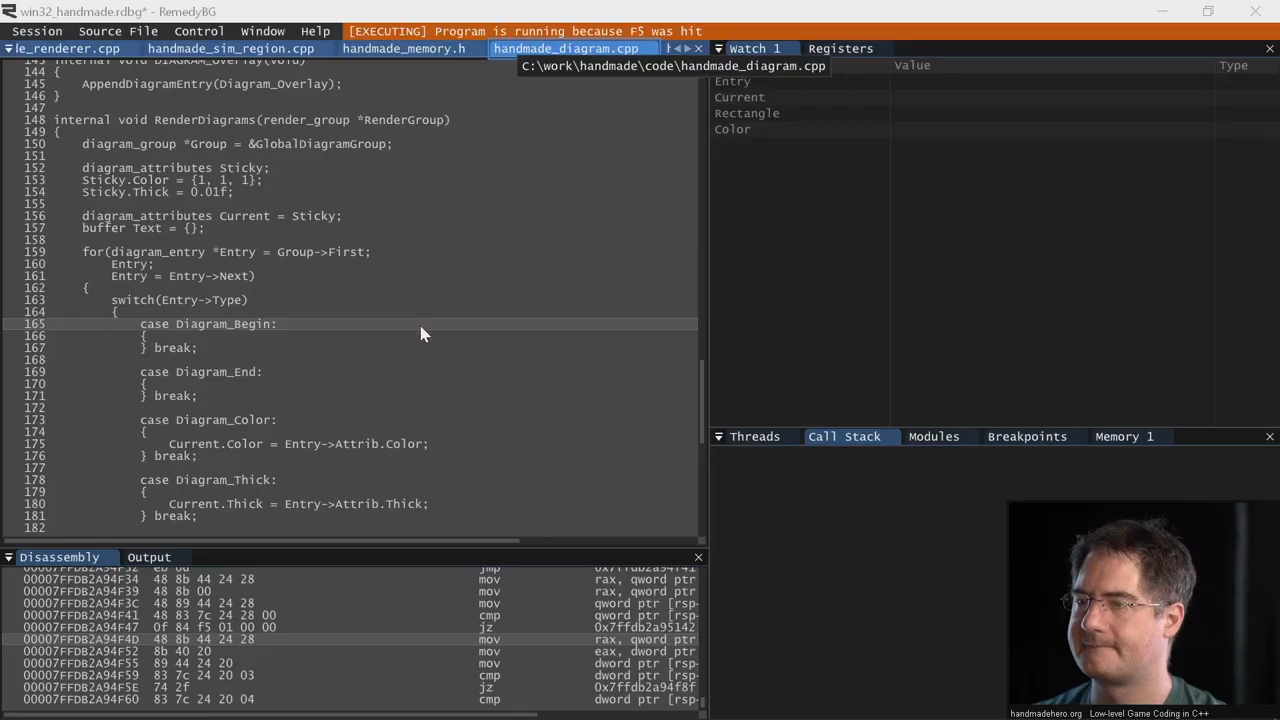 win32_handmade.rdbg* - RemedyBG
Session Source File Control Window Help [EXECUTING] Program is running because F5 was hit
le_renderer.cpp handmade_sim_region.cpp handmade_memory.h handmade_diagram.cpp
C:\work\handmade\code\handmade_diagram.cpp
143 internal void DIAGRAM_Overlay(void)
144 {
145 AppendDiagramEntry(Diagram_Overlay);
146 }
147
148 internal void RenderDiagrams(render_group *RenderGroup)
149 {
150 diagram_group *Group = &GlobalDiagramGroup;
151
152 diagram_attributes Sticky;
153 Sticky.Color = {1, 1, 1};
154 Sticky.Thick = 0.01f;
155
156 diagram_attributes Current = Sticky;
157 buffer Text = {};
158
159 for(diagram_entry *Entry = Group->First;
160 Entry;
161 Entry = Entry->Next)
162 {
163 switch(Entry->Type)
164 {
165 case Diagram_Begin:
166 {
167 } break;
168
169 case Diagram_End:
170 {
171 } break;
172
173 case Diagram_Color:
174 {
175 Current.Color = Entry->Attrib.Color;
176 } break;
177
178 case Diagram_Thick:
179 {
180 Current.Thick = Entry->Attrib.Thick;
181 } break;
182
watch 1 Registers
Value Type
Entry
Current
Rectangle
Color
Threads Call Stack Modules Breakpoints Memory 1
Disassembly Output
00007FFDB2A94F32 eb 0d jmp 0x7ffdb2a94f41
00007FFDB2A94F34 48 8b 44 24 28 mov rax, qword ptr
00007FFDB2A94F39 48 8b 00 mov rax, qword ptr
00007FFDB2A94F3C 48 89 44 24 28 mov qword ptr [rsp-
00007FFDB2A94F41 48 83 7c 24 28 00 cmp qword ptr [rsp-
00007FFDB2A94F47 0f 84 f5 01 00 00 jz 0x7ffdb2a95142
00007FFDB2A94F4D 48 8b 44 24 28 mov rax, qword ptr
00007FFDB2A94F52 8b 40 20 mov eax, dword ptr
00007FFDB2A94F55 89 44 24 20 mov dword ptr [rsp-
00007FFDB2A94F59 83 7c 24 20 03 cmp dword ptr [rsp-
00007FFDB2A94F5E 74 2f jz 0x7ffdb2a94f8f
00007FFDB2A94F60 83 7c 24 20 04 cmp dword ptr [rsp-
handmadehero.org Low-level Game Coding in C++